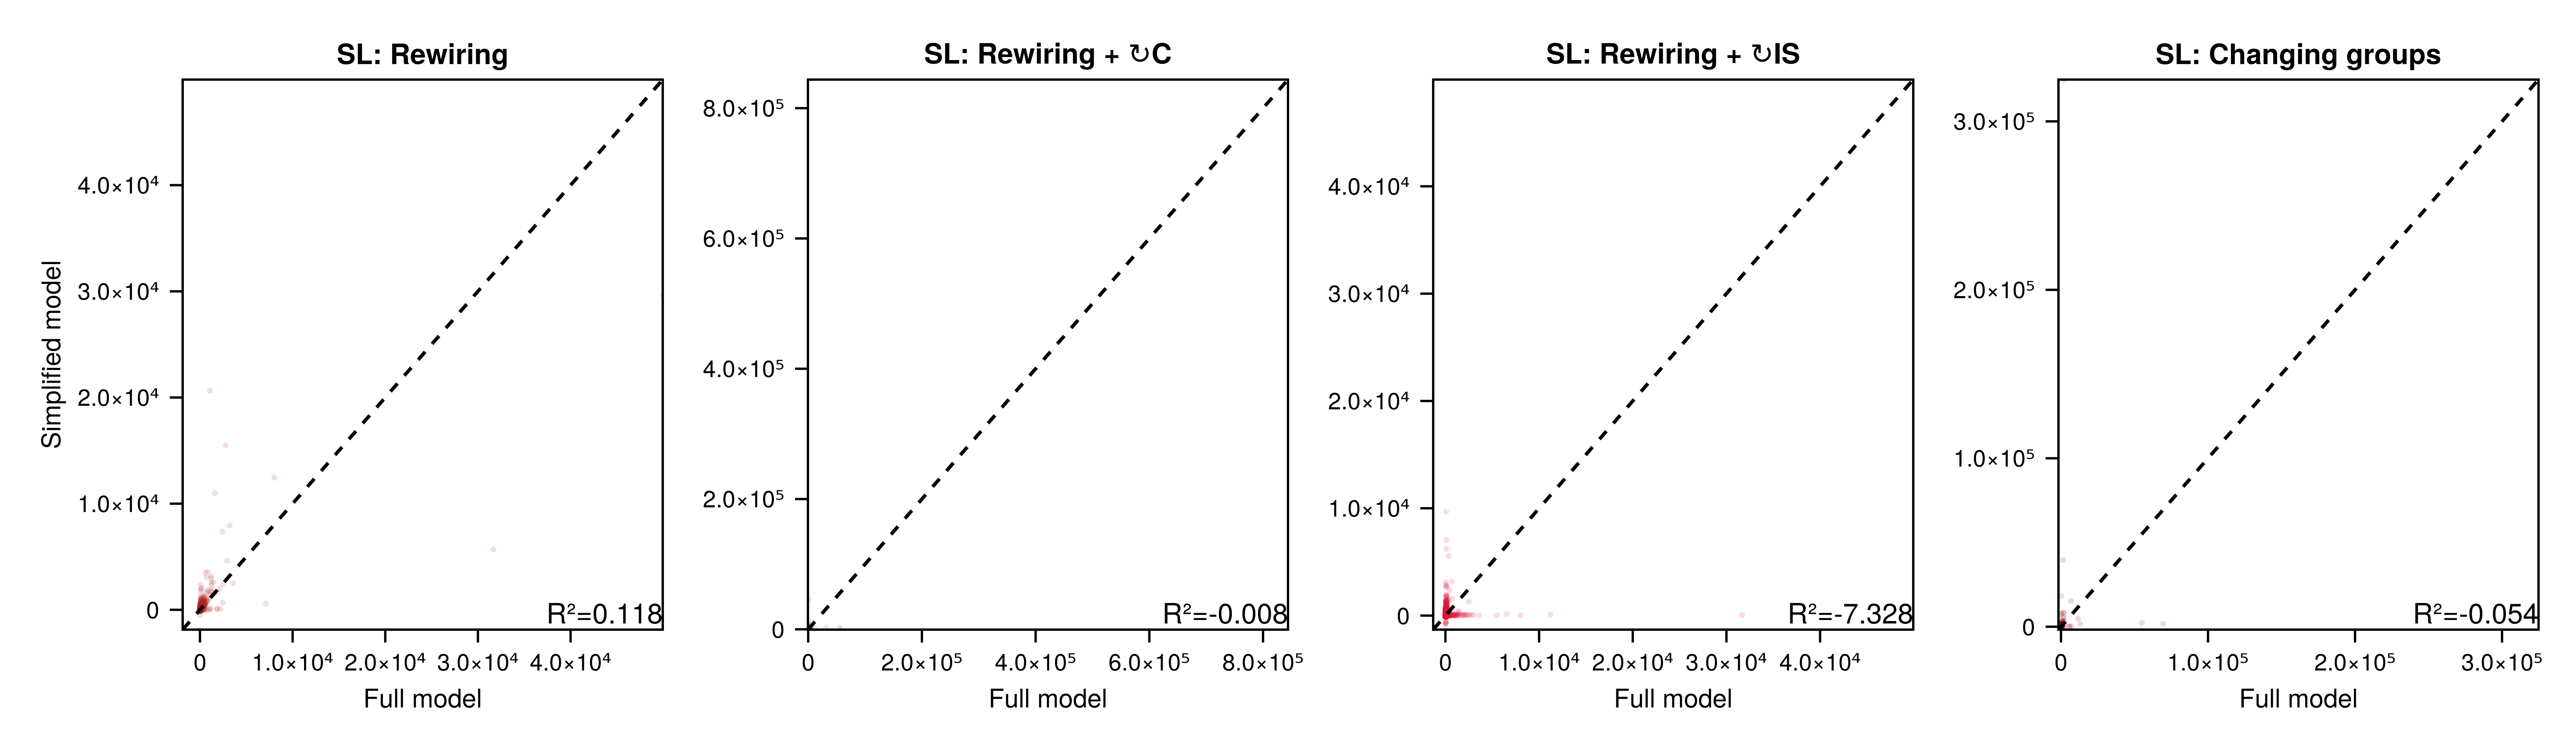 SL: Rewiring
SL: Rewiring + ↻C
SL: Rewiring + ↻IS
SL: Changing groups
Simplified model
4.0×10⁴
3.0×10⁴
2.0×10⁴
1.0×10⁴
0
R²=0.118
0 1.0×10⁴ 2.0×10⁴ 3.0×10⁴ 4.0×10⁴
Full model
8.0×10⁵
6.0×10⁵
4.0×10⁵
2.0×10⁵
0
R²=-0.008
0 2.0×10⁵ 4.0×10⁵ 6.0×10⁵ 8.0×10⁵
Full model
4.0×10⁴
3.0×10⁴
2.0×10⁴
1.0×10⁴
0
R²=-7.328
0 1.0×10⁴ 2.0×10⁴ 3.0×10⁴ 4.0×10⁴
Full model
3.0×10⁵
2.0×10⁵
1.0×10⁵
0
R²=-0.054
0 1.0×10⁵ 2.0×10⁵ 3.0×10⁵
Full model